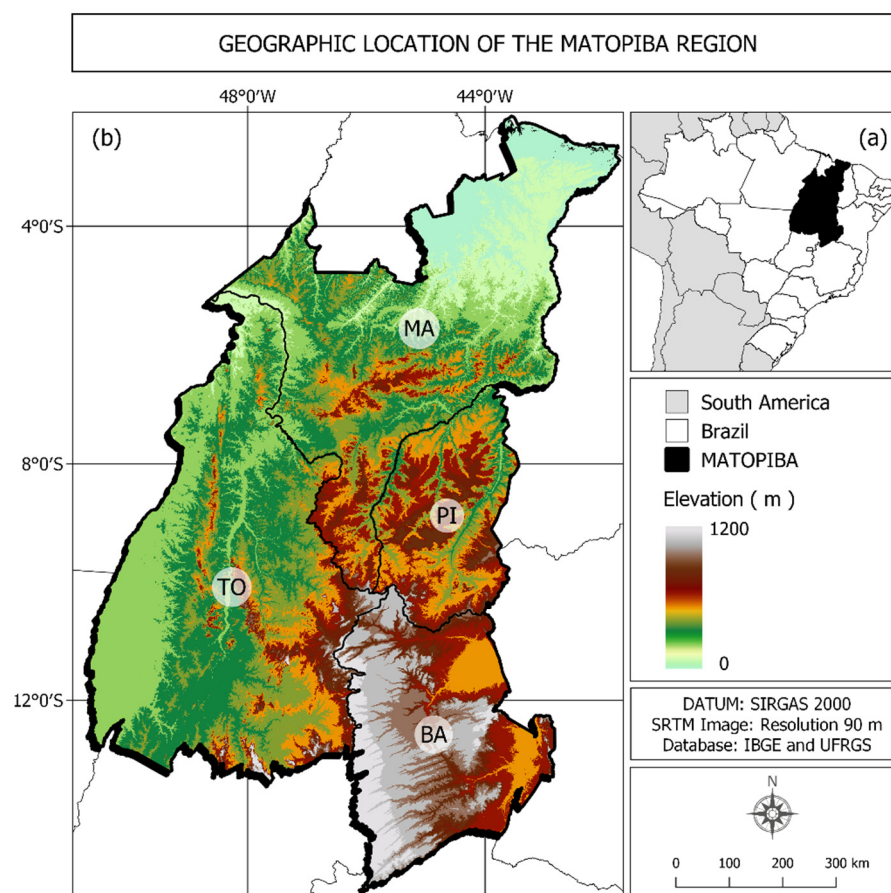 GEOGRAPHIC LOCATION OF THE MATOPIBA REGION
48°0'W 44°0'W
(b)
(a)
4°0'S
MA
South America
Brazil
MATOPIBA
8°0'S
Elevation ( m )
1200
PI
TO
0
12°0'S
BA
DATUM: SIRGAS 2000
SRTM Image: Resolution 90 m
Database: IBGE and UFRGS
N
0 100 200 300 km